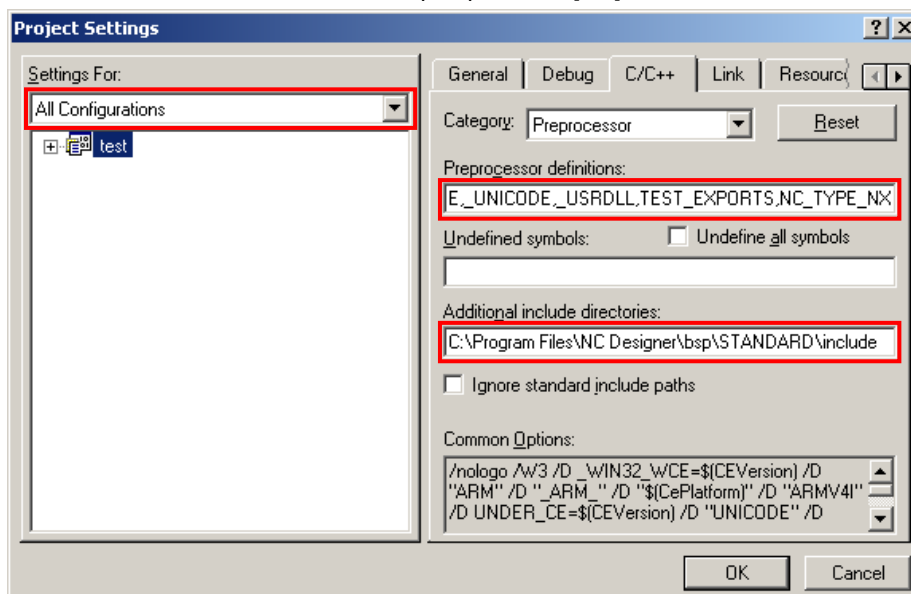 Project Settings
Settings For:
All Configurations
test
General Debug C/C++ Link Resourc
Category: Preprocessor Reset
Preprocessor definitions:
E,_UNICODE,_USRDLL,TEST_EXPORTS,NC_TYPE_NX
Undefined symbols: Undefine all symbols
Additional include directories:
C:\Program Files\NC Designer\bsp\STANDARD\include
Ignore standard include paths
Common Options:
/nologo /W3 /D _WIN32_WCE=$(CEVersion) /D
"ARM" /D "_ARM_" /D "$(CePlatform)" /D "ARMV4I"
/D UNDER_CE=$(CEVersion) /D "UNICODE" /D
OK Cancel